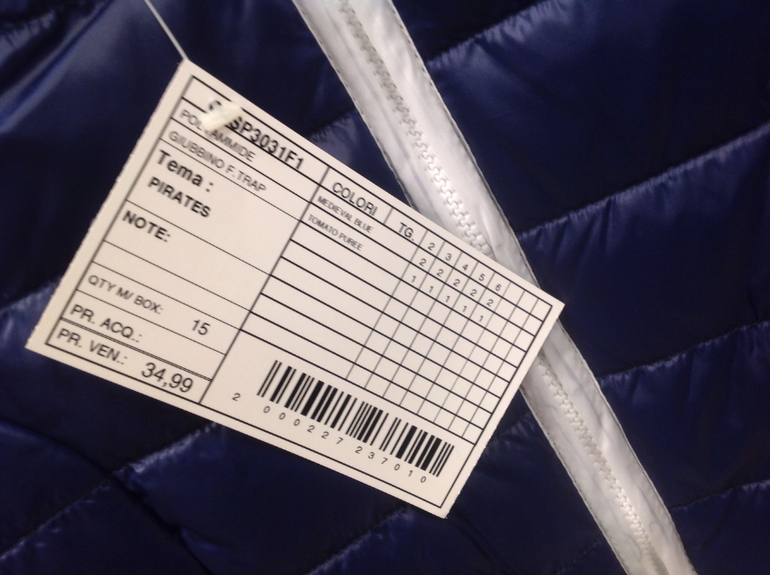 SP3031F1
POLYAMMIDE
GIUBBINO F.TRAP
Tema :
PIRATES
NOTE:
QTY M/ BOX: 15
PR. ACQ.:
PR. VEN.: 34,99
COLORI TG. 2 3 4 5 6
MEDIEVAL BLUE 2 2 2 2 2
TOMATO PUREE 1 1 1 1 1
2 000227 237010